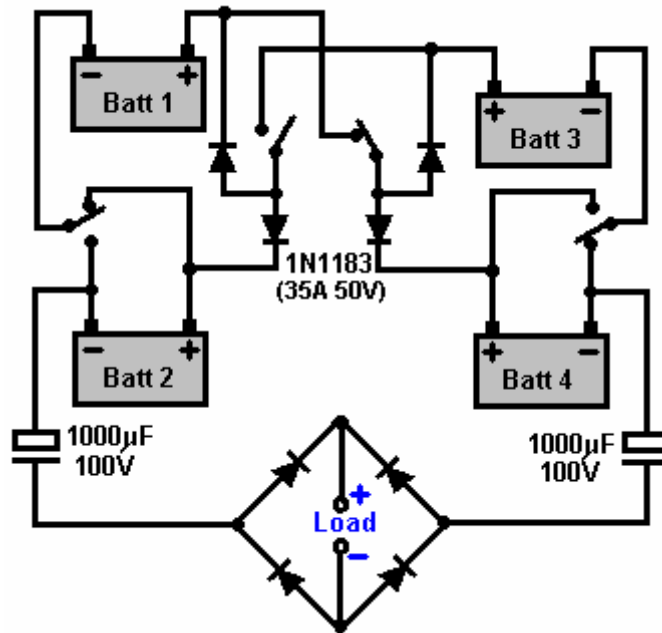 - +
Batt 1
+ -
Batt 3
1N1183
(35A 50V)
- +
Batt 2
+ -
Batt 4
1000µF
100V
1000µF
100V
+
Load
-